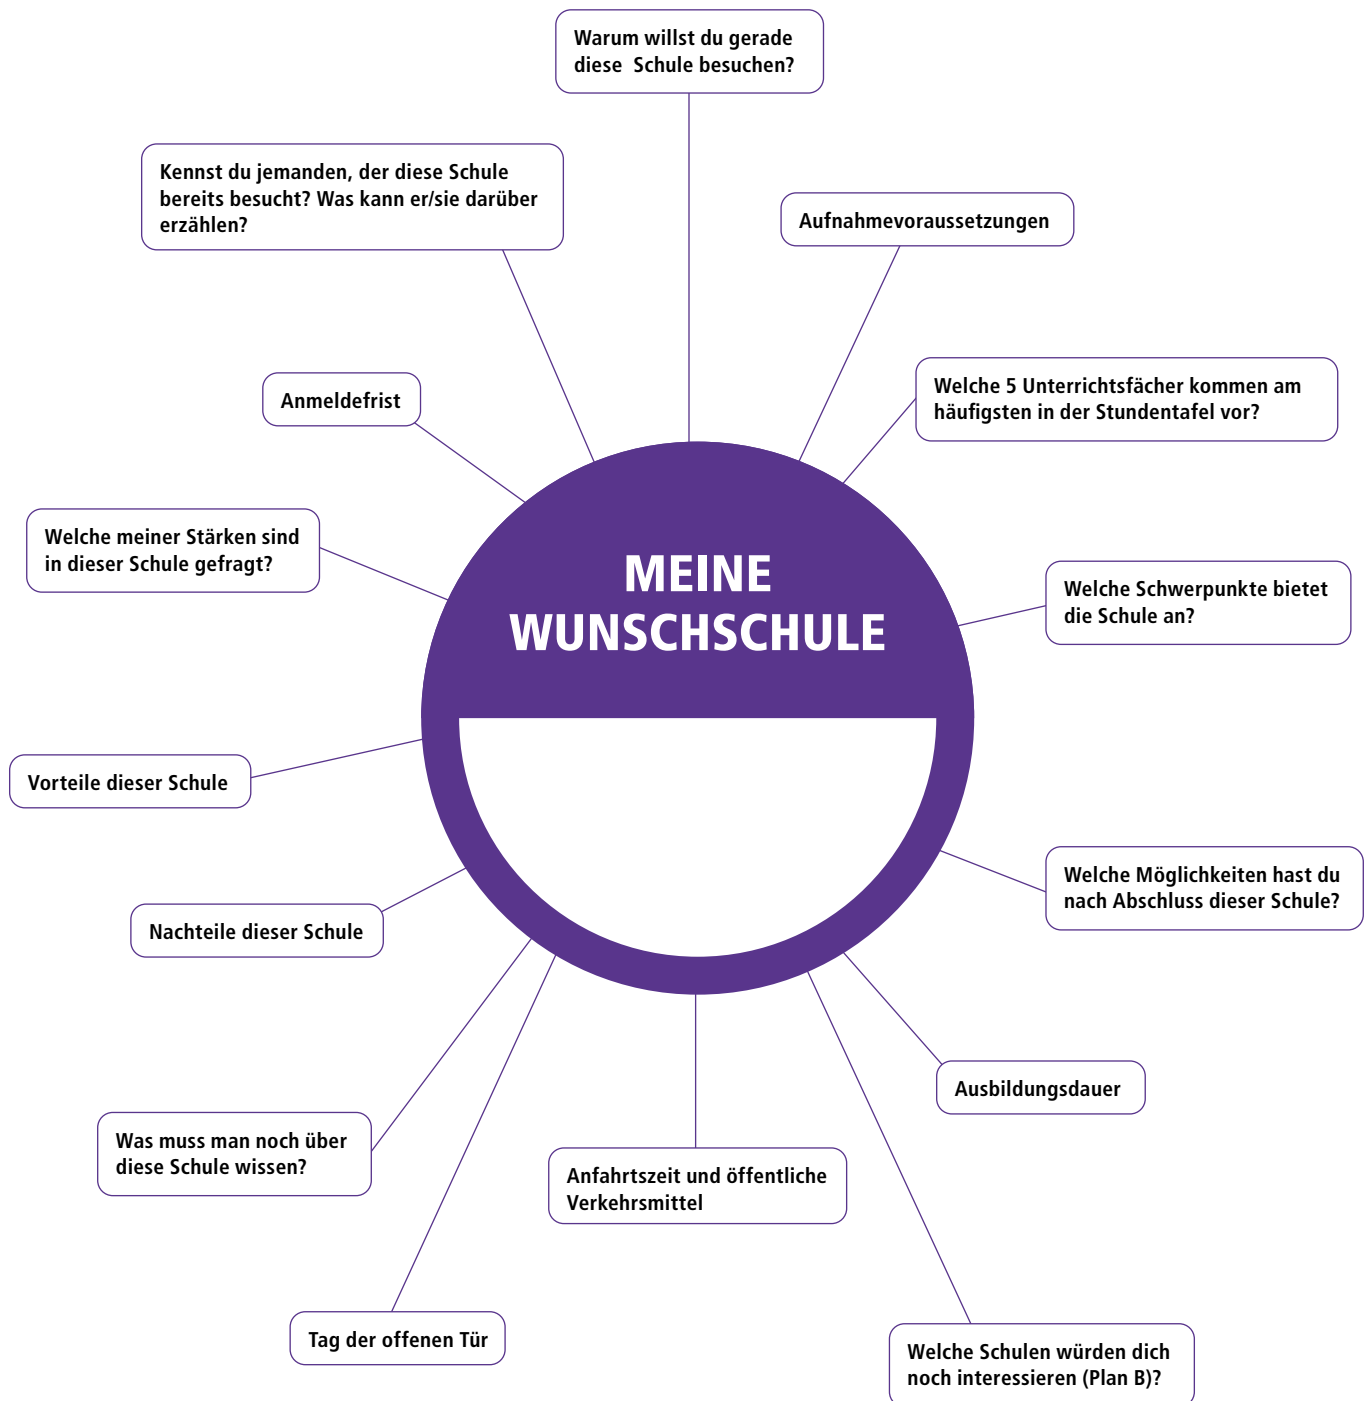 Warum willst du gerade
diese Schule besuchen?
Kennst du jemanden, der diese Schule
bereits besucht? Was kann er/sie darüber
erzählen?
Aufnahmevoraussetzungen
Welche 5 Unterrichtsfächer kommen am
häufigsten in der Stundentafel vor?
Anmeldefrist
Welche meiner Stärken sind
in dieser Schule gefragt?
MEINE
WUNSCHSCHULE
Welche Schwerpunkte bietet
die Schule an?
Vorteile dieser Schule
Welche Möglichkeiten hast du
nach Abschluss dieser Schule?
Nachteile dieser Schule
Ausbildungsdauer
Was muss man noch über
diese Schule wissen?
Anfahrtszeit und öffentliche
Verkehrsmittel
Tag der offenen Tür
Welche Schulen würden dich
noch interessieren (Plan B)?